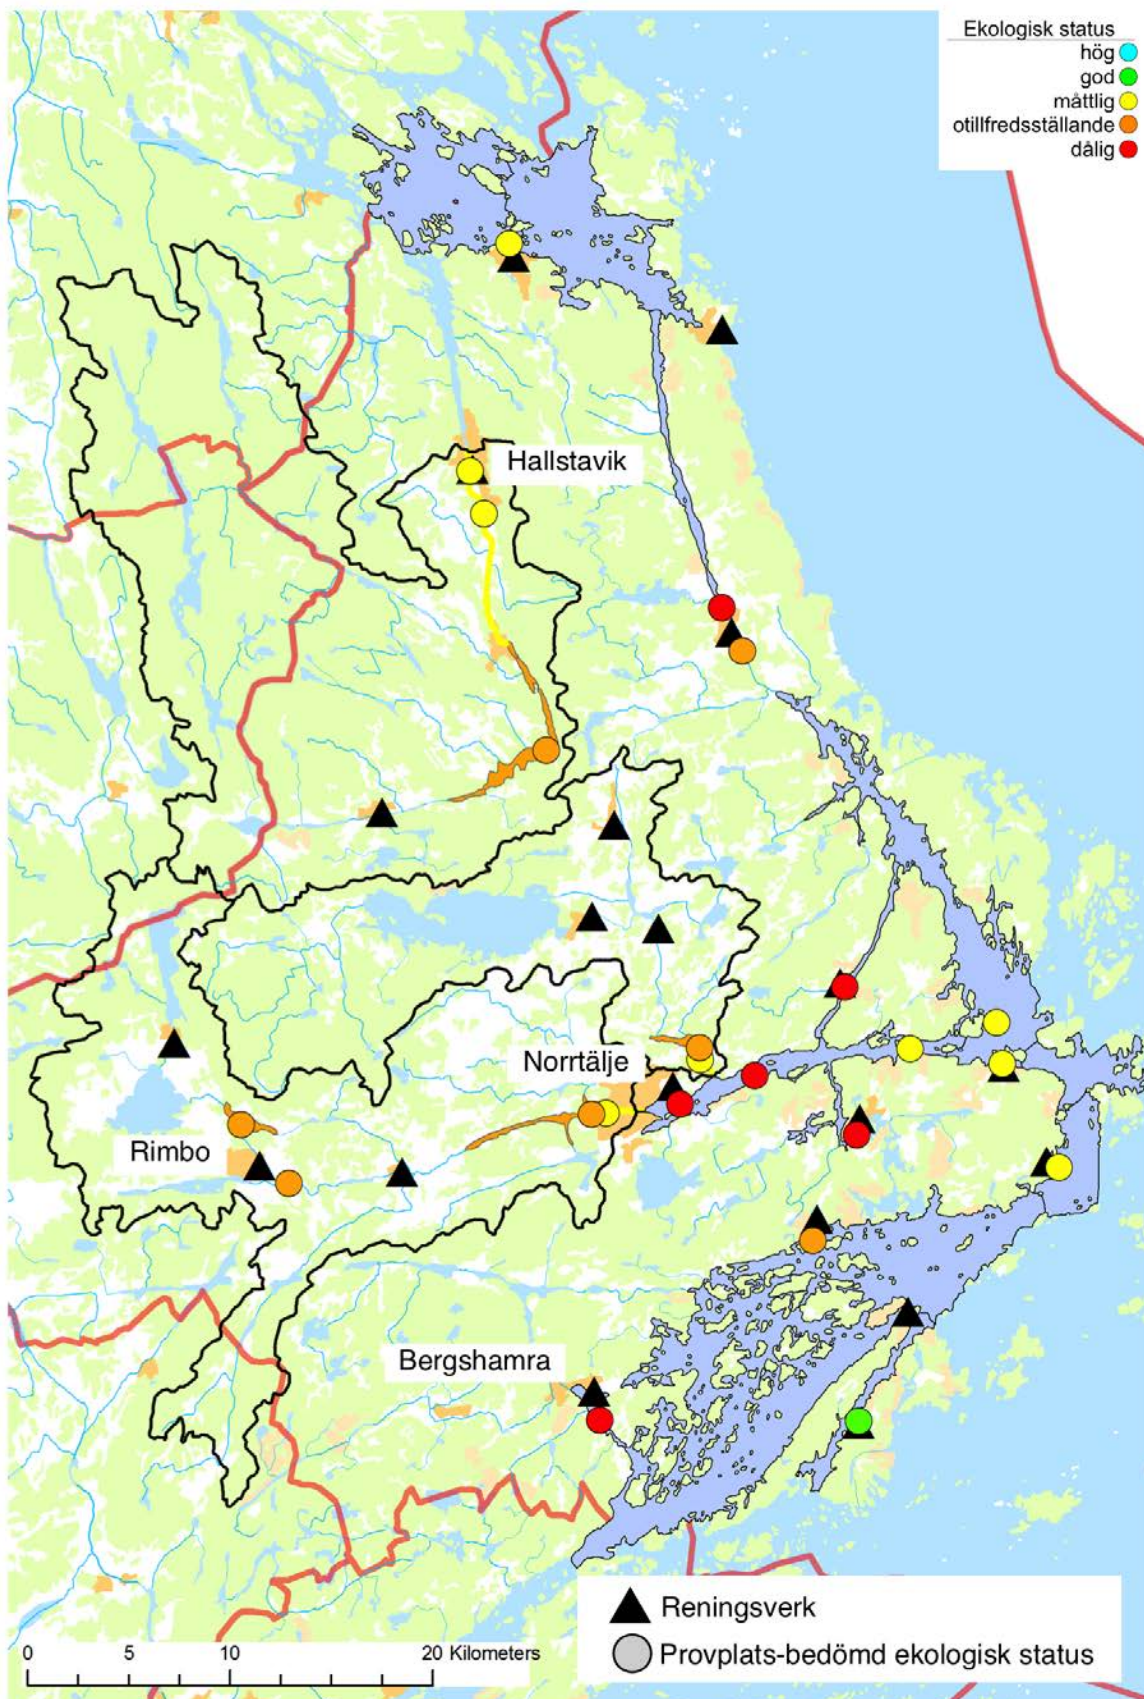 Ekologisk status
hög
god
måttlig
otillfredsställande
dålig
Hallstavik
Norrtälje
Rimbo
Bergshamra
Reningsverk
Provplats-bedömd ekologisk status
0 5 10 20 Kilometers